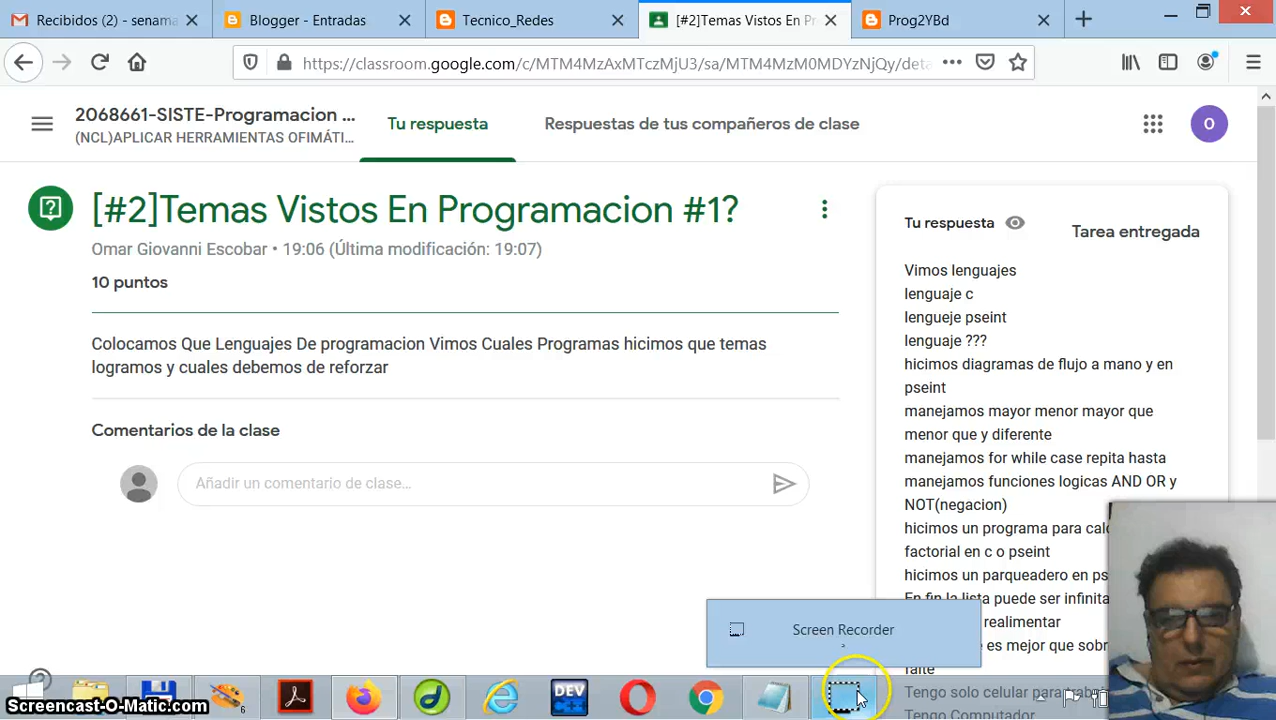 Recibidos (2) - senama
Blogger - Entradas
Tecnico_Redes
[#2]Temas Vistos En Pr
Prog2YBd
https://classroom.google.com/c/MTM4MzAxMTczMjU3/sa/MTM4MzM0MDYzNjQy/deta
2068661-SISTE-Programacion ...
(NCL)APLICAR HERRAMIENTAS OFIMÁTI...
Tu respuesta
Respuestas de tus compañeros de clase
O
[#2]Temas Vistos En Programacion #1?
Omar Giovanni Escobar • 19:06 (Última modificación: 19:07)
10 puntos
Colocamos Que Lenguajes De programacion Vimos Cuales Programas hicimos que temas
logramos y cuales debemos de reforzar
Comentarios de la clase
Añadir un comentario de clase...
Tu respuesta
Tarea entregada
Vimos lenguajes
lenguaje c
lengueje pseint
lenguaje ???
hicimos diagramas de flujo a mano y en
pseint
manejamos mayor menor mayor que
menor que y diferente
manejamos for while case repita hasta
manejamos funciones logicas AND OR y
NOT(negacion)
hicimos un programa para
factorial en c o pseint
hicimos un parqueadero en
En fin la lista puede ser infinita
realimentar
es mejor que
falte
Tengo solo celular para
Tengo Computador
Screen Recorder
DEV
C++
6
Screencast-O-Matic.com